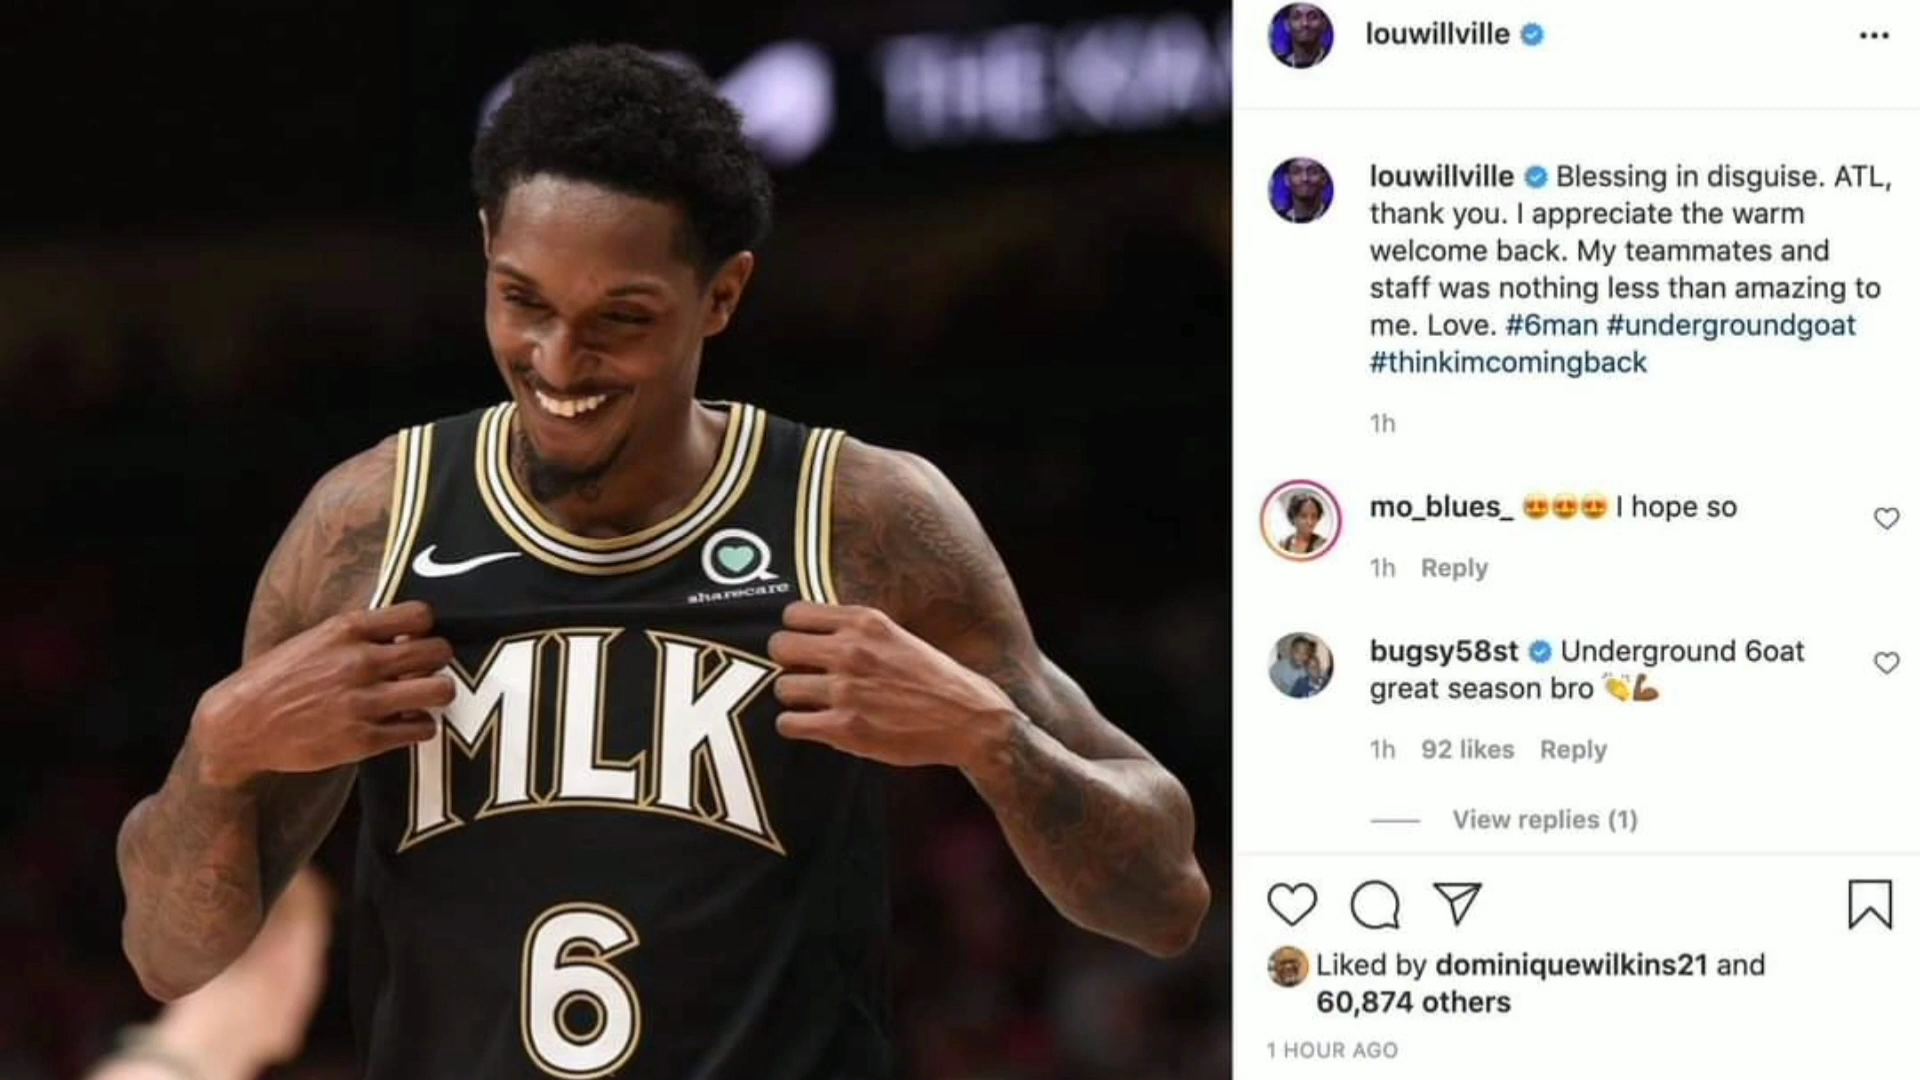 louwillville
louwillville Blessing in disguise. ATL,
thank you. I appreciate the warm
welcome back. My teammates and
staff was nothing less than amazing to
me. Love. #6man #undergroundgoat
#thinkimcomingback
1h
mo_blues_ 😍😍😍 I hope so
1h Reply
bugsy58st Underground 6oat
great season bro 👏💪🏾
1h 92 likes Reply
View replies (1)
Liked by dominiquewilkins21 and
60,874 others
1 HOUR AGO
sharecare
MLK
6